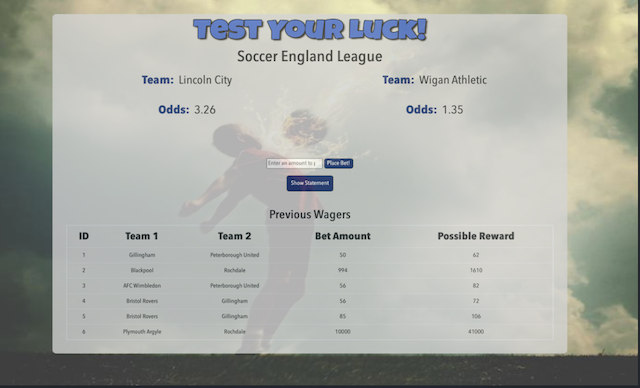 TEST YOUR LUCK!
Soccer England League
Team: Lincoln City Team: Wigan Athletic
Odds: 3.26 Odds: 1.35
Enter an amount to Place Bet!
Show Statement
Previous Wagers
ID Team 1 Team 2 Bet Amount Possible Reward
1 Gillingham Peterborough United 50 62
2 Blackpool Rochdale 994 1610
3 AFC Wimbledon Peterborough United 56 82
4 Bristol Rovers Gillingham 56 72
5 Bristol Rovers Gillingham 85 106
6 Plymouth Argyle Rochdale 10000 41000